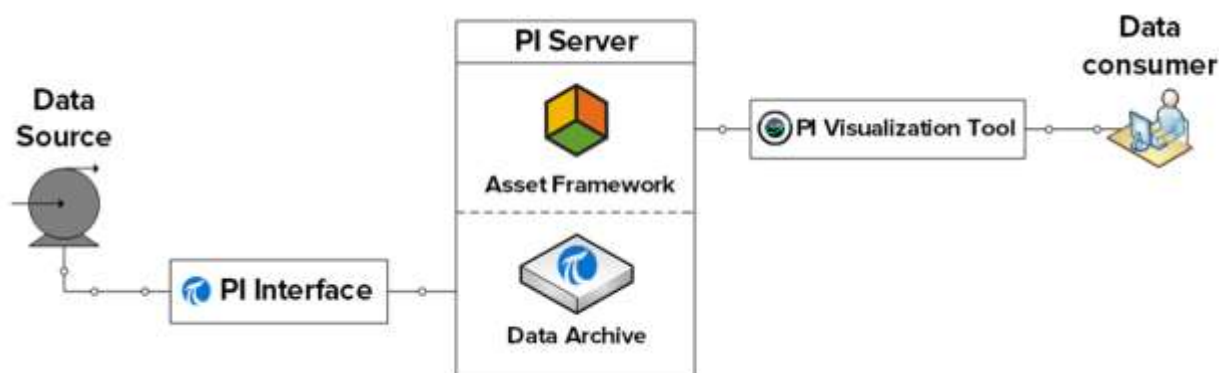 Data
Source
PI Interface
PI Server
Asset Framework
Data Archive
PI Visualization Tool
Data
consumer